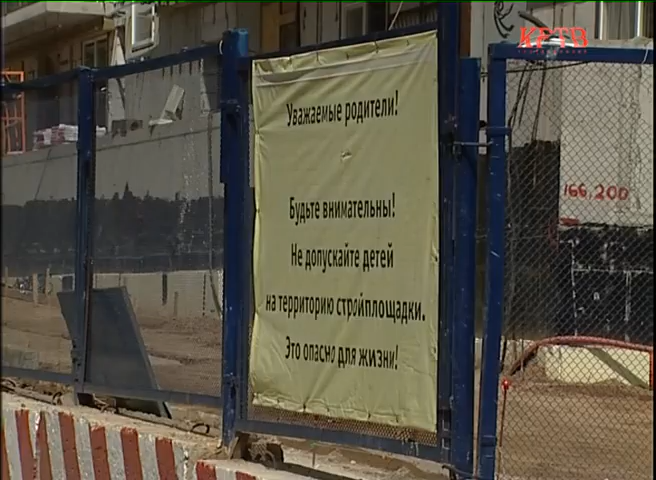 КРТВ
Уважаемые родители!
Будьте внимательны!
Не допускайте детей
на территорию стройплощадки.
Это опасно для жизни!
166,200